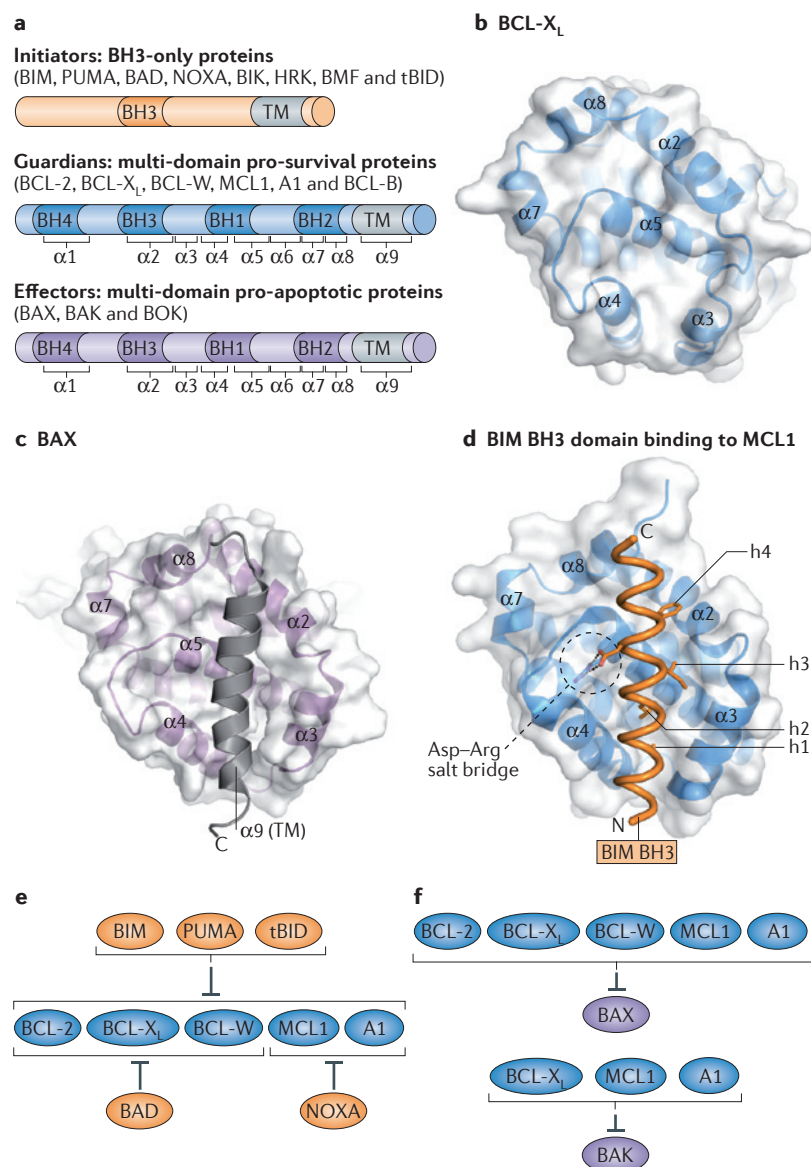 a
Initiators: BH3-only proteins
(BIM, PUMA, BAD, NOXA, BIK, HRK, BMF and tBID)
BH3 TM
Guardians: multi-domain pro-survival proteins
(BCL-2, BCL-XL, BCL-W, MCL1, A1 and BCL-B)
BH4 BH3 BH1 BH2 TM
α1 α2 α3 α4 α5 α6 α7 α8 α9
Effectors: multi-domain pro-apoptotic proteins
(BAX, BAK and BOK)
BH4 BH3 BH1 BH2 TM
α1 α2 α3 α4 α5 α6 α7 α8 α9
b BCL-XL
α8
α2
α7
α5
α4
α3
c BAX
α8
α7
α2
α5
α4
α3
α9 (TM)
C
d BIM BH3 domain binding to MCL1
C
h4
α8
α7
α2
h3
α3
α4
h2
h1
Asp–Arg
salt bridge
N
BIM BH3
e
BIM PUMA tBID
BCL-2 BCL-XL BCL-W MCL1 A1
BAD NOXA
f
BCL-2 BCL-XL BCL-W MCL1 A1
BAX
BCL-XL MCL1 A1
BAK